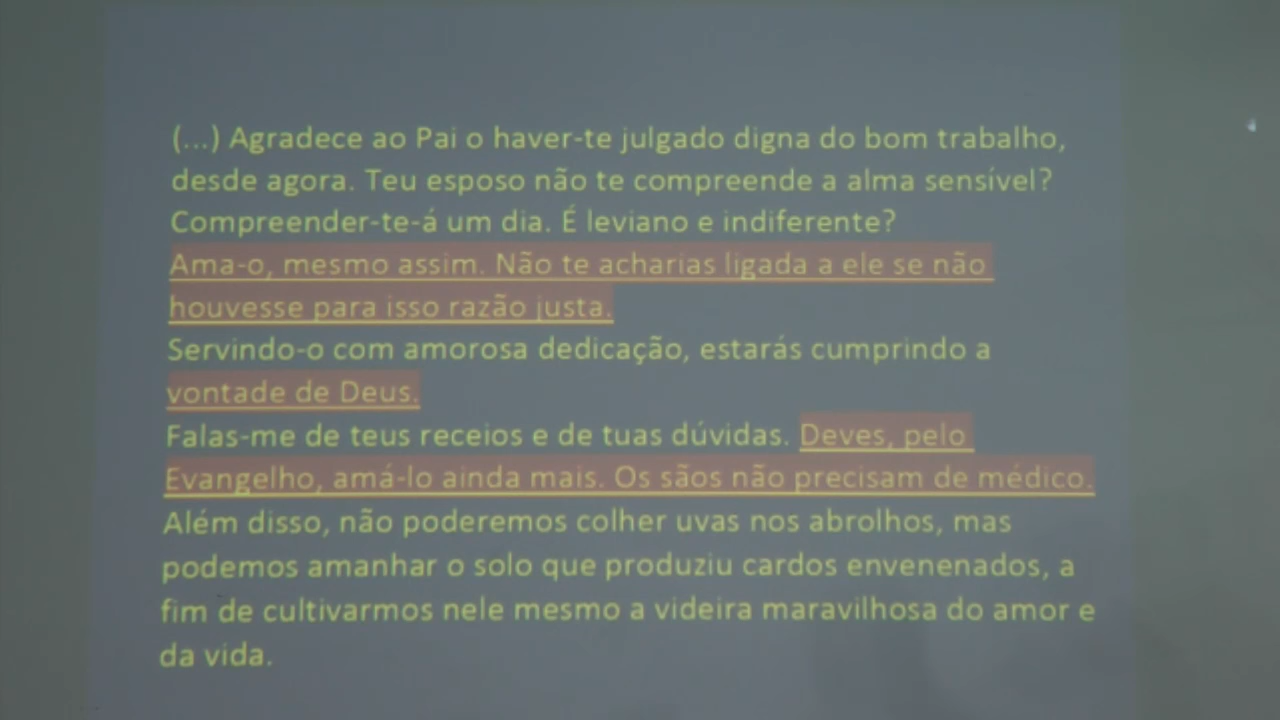 (...) Agradece ao Pai o haver-te julgado digna do bom trabalho,
desde agora. Teu esposo não te compreende a alma sensível?
Compreender-te-á um dia. É leviano e indiferente?
Ama-o, mesmo assim. Não te acharias ligada a ele se não
houvesse para isso razão justa.
Servindo-o com amorosa dedicação, estarás cumprindo a
vontade de Deus.
Falas-me de teus receios e de tuas dúvidas. Deves, pelo
Evangelho, amá-lo ainda mais. Os sãos não precisam de médico.
Além disso, não poderemos colher uvas nos abrolhos, mas
podemos amanhar o solo que produziu cardos envenenados, a
fim de cultivarmos nele mesmo a videira maravilhosa do amor e
da vida.